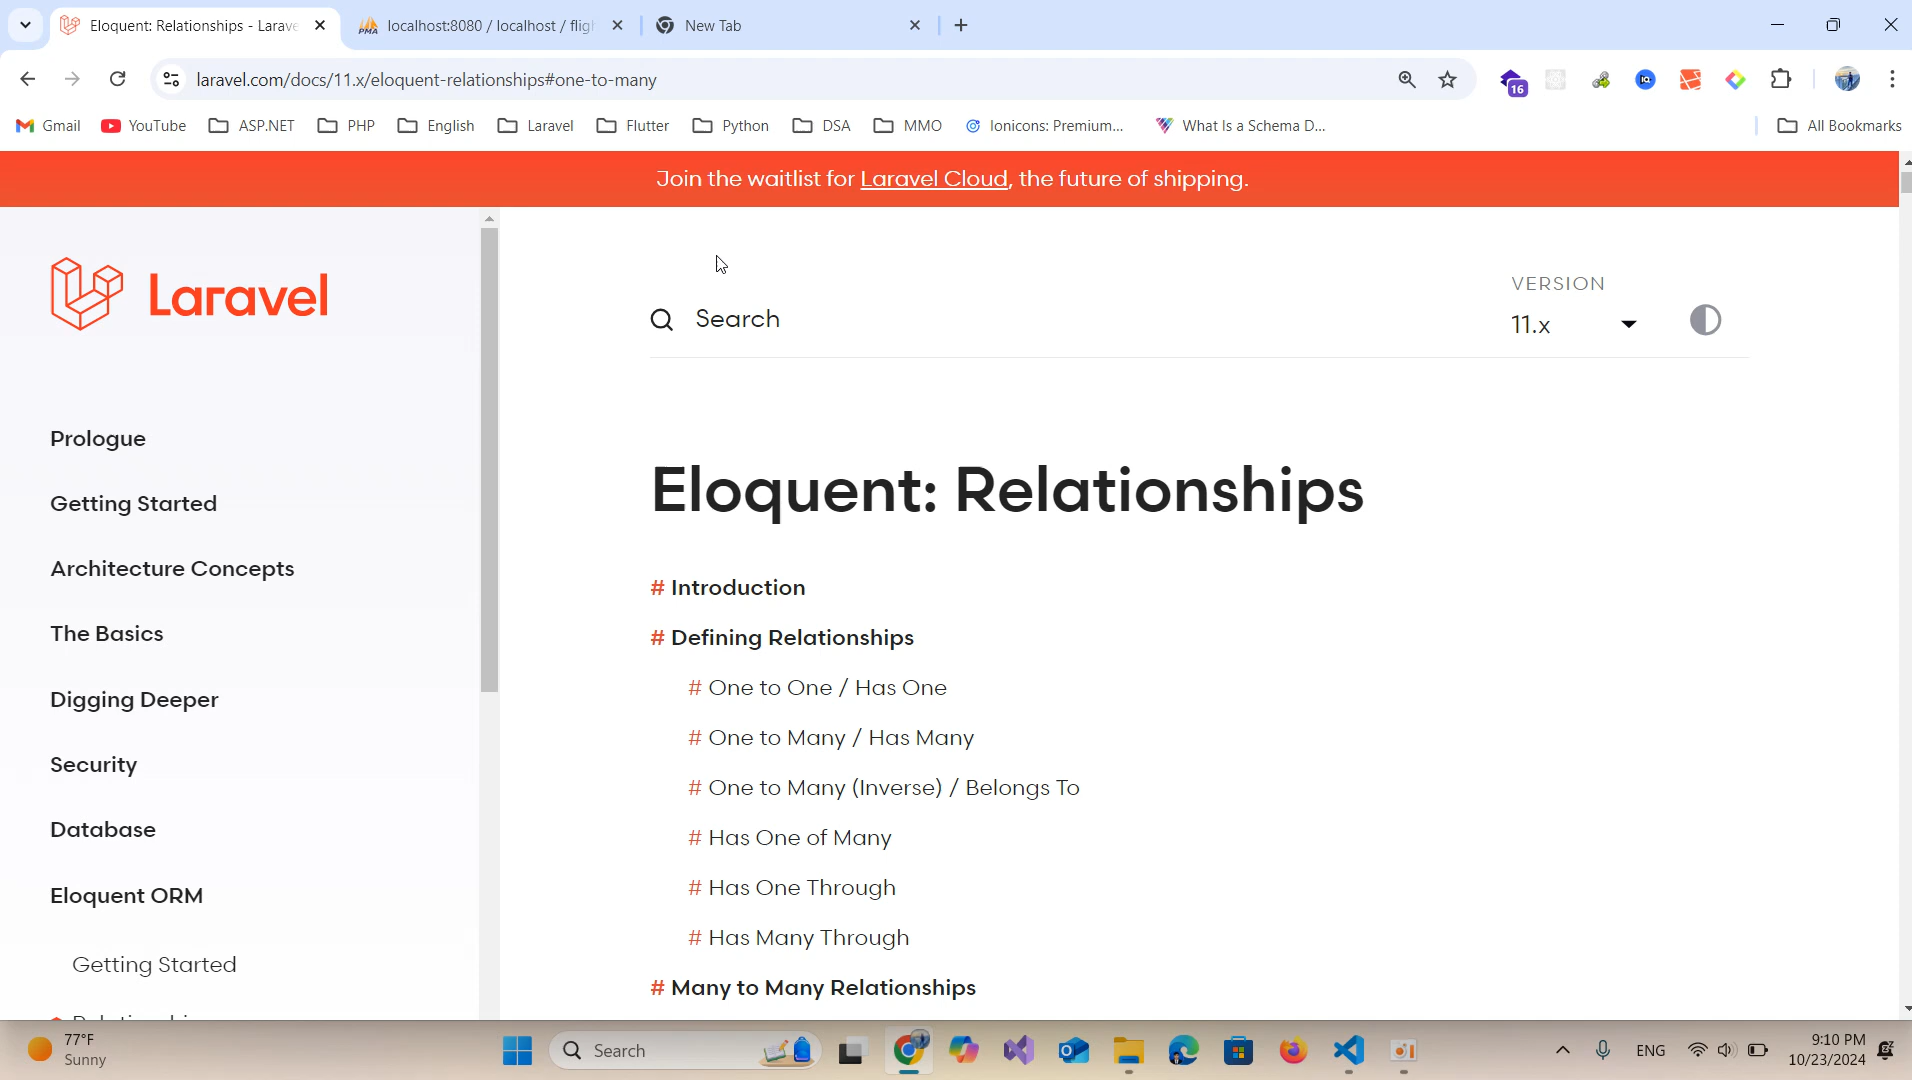 Eloquent: Relationships - Larave
localhost:8080 / localhost / fligh
New Tab
laravel.com/docs/11.x/eloquent-relationships#one-to-many
16
Gmail
YouTube
ASP.NET
PHP
English
Laravel
Flutter
Python
DSA
MMO
Ionicons: Premium...
What Is a Schema D...
All Bookmarks
Join the waitlist for Laravel Cloud, the future of shipping.
Laravel
Search
VERSION
11.x
Prologue
Getting Started
Architecture Concepts
The Basics
Digging Deeper
Security
Database
Eloquent ORM
Getting Started
Eloquent: Relationships
# Introduction
# Defining Relationships
# One to One / Has One
# One to Many / Has Many
# One to Many (Inverse) / Belongs To
# Has One of Many
# Has One Through
# Has Many Through
# Many to Many Relationships
77°F
Sunny
Search
ENG
9:10 PM
10/23/2024